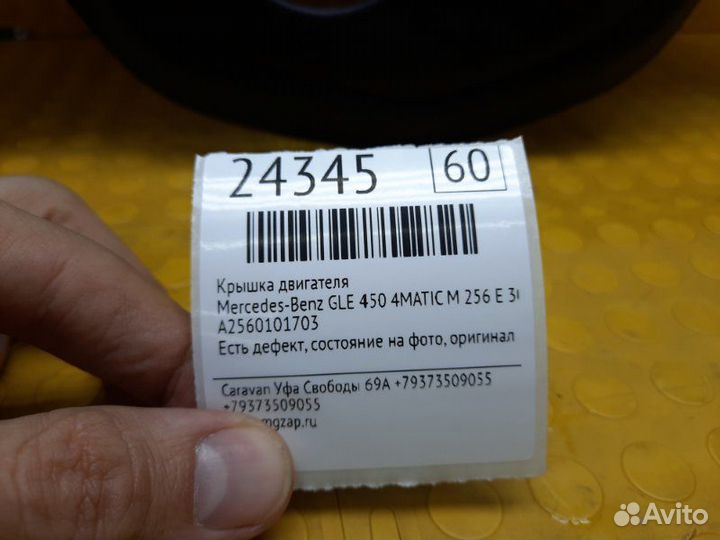 24345 60
Крышка двигателя
Mercedes-Benz GLE 450 4MATIC M 256 E
A2560101703
Есть дефект, состояние на фото, оригинал
Caravan Уфа Свободы 69А +79373509055
+79373509055
mgzap.ru
Avito